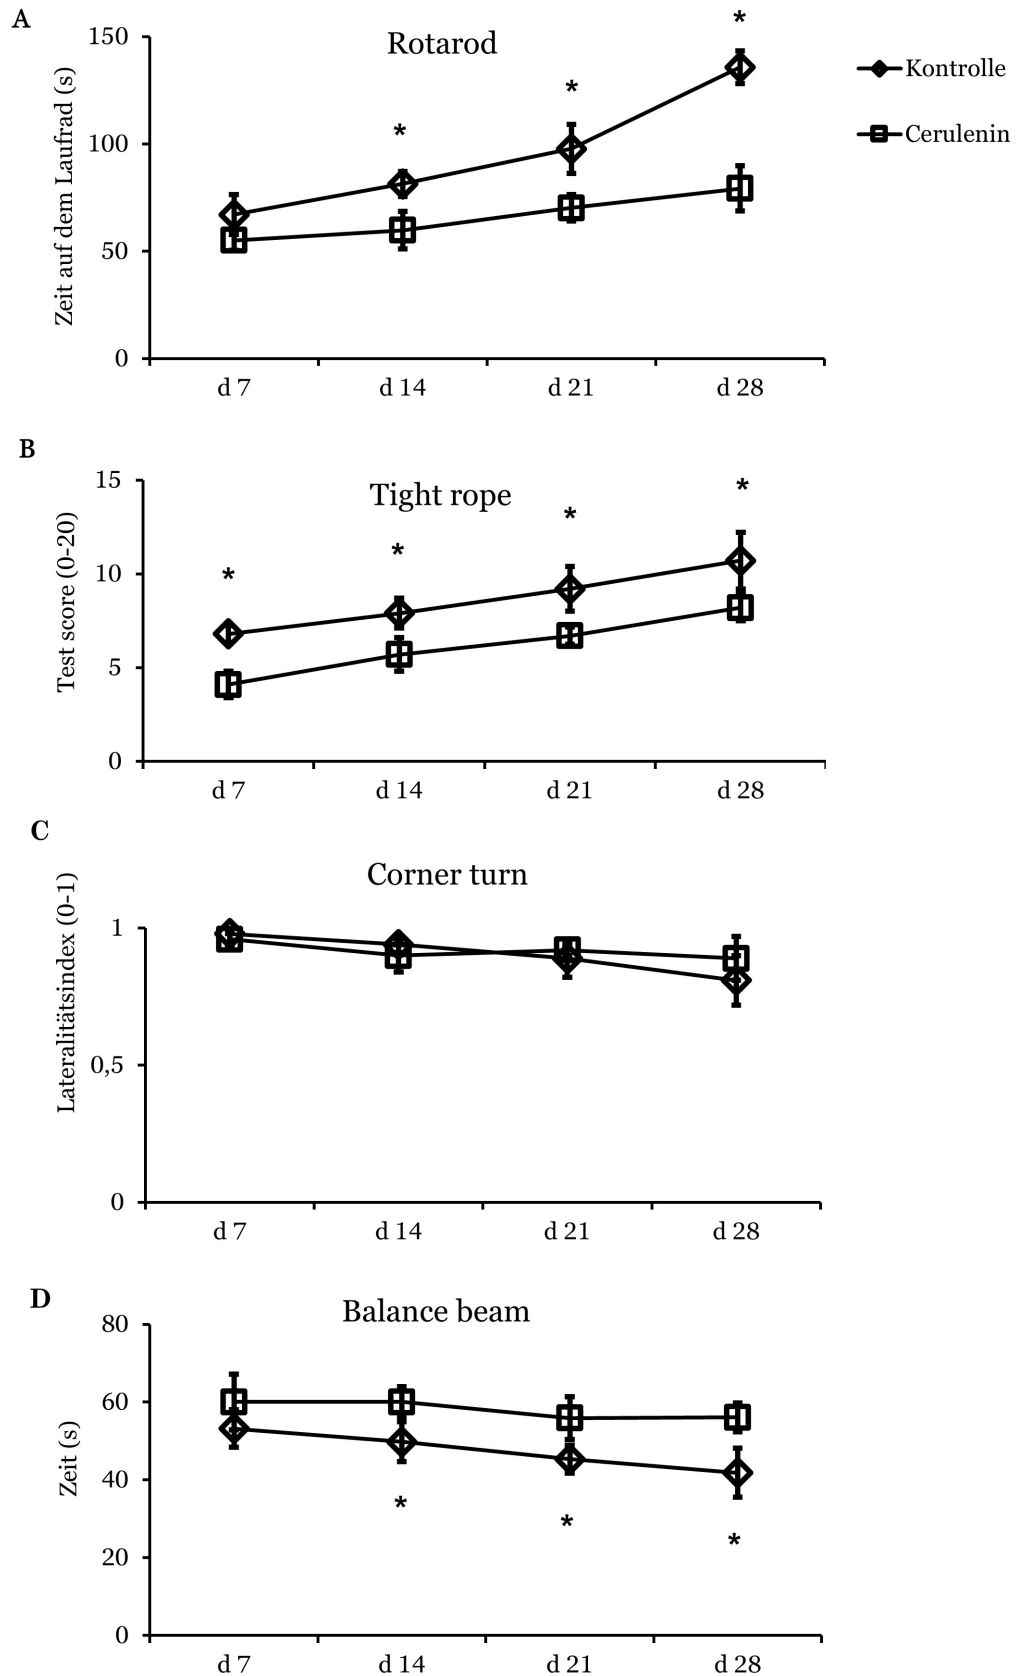 A
Rotarod
Zeit auf dem Laufrad (s)
150
100
50
0
*
*
*
d 7
d 14
d 21
d 28
Kontrolle
Cerulenin
B
Tight rope
Test score (0-20)
15
10
5
0
*
*
*
*
d 7
d 14
d 21
d 28
C
Corner turn
Lateralitätsindex (0-1)
1
0,5
0
d 7
d 14
d 21
d 28
D
Balance beam
Zeit (s)
80
60
40
20
0
*
*
*
d 7
d 14
d 21
d 28